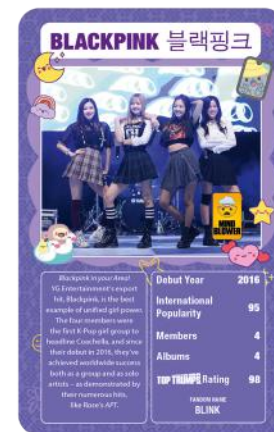 BLACKPINK 블랙핑크
MIND
BLOWER
Blackpink in your Area!
YG Entertainment's export
hit, Blackpink, is the best
example of unified girl power.
The four members were
the first K-Pop girl group to
headline Coachella, and since
their debut in 2016, they've
achieved worldwide success
both as a group and as solo
artists – as demonstrated by
their numerous hits,
like Rose's APT.
Debut Year 2016
International
Popularity 95
Members 4
Albums 4
TOP TRUMPS Rating 98
FANDOM NAME
BLINK